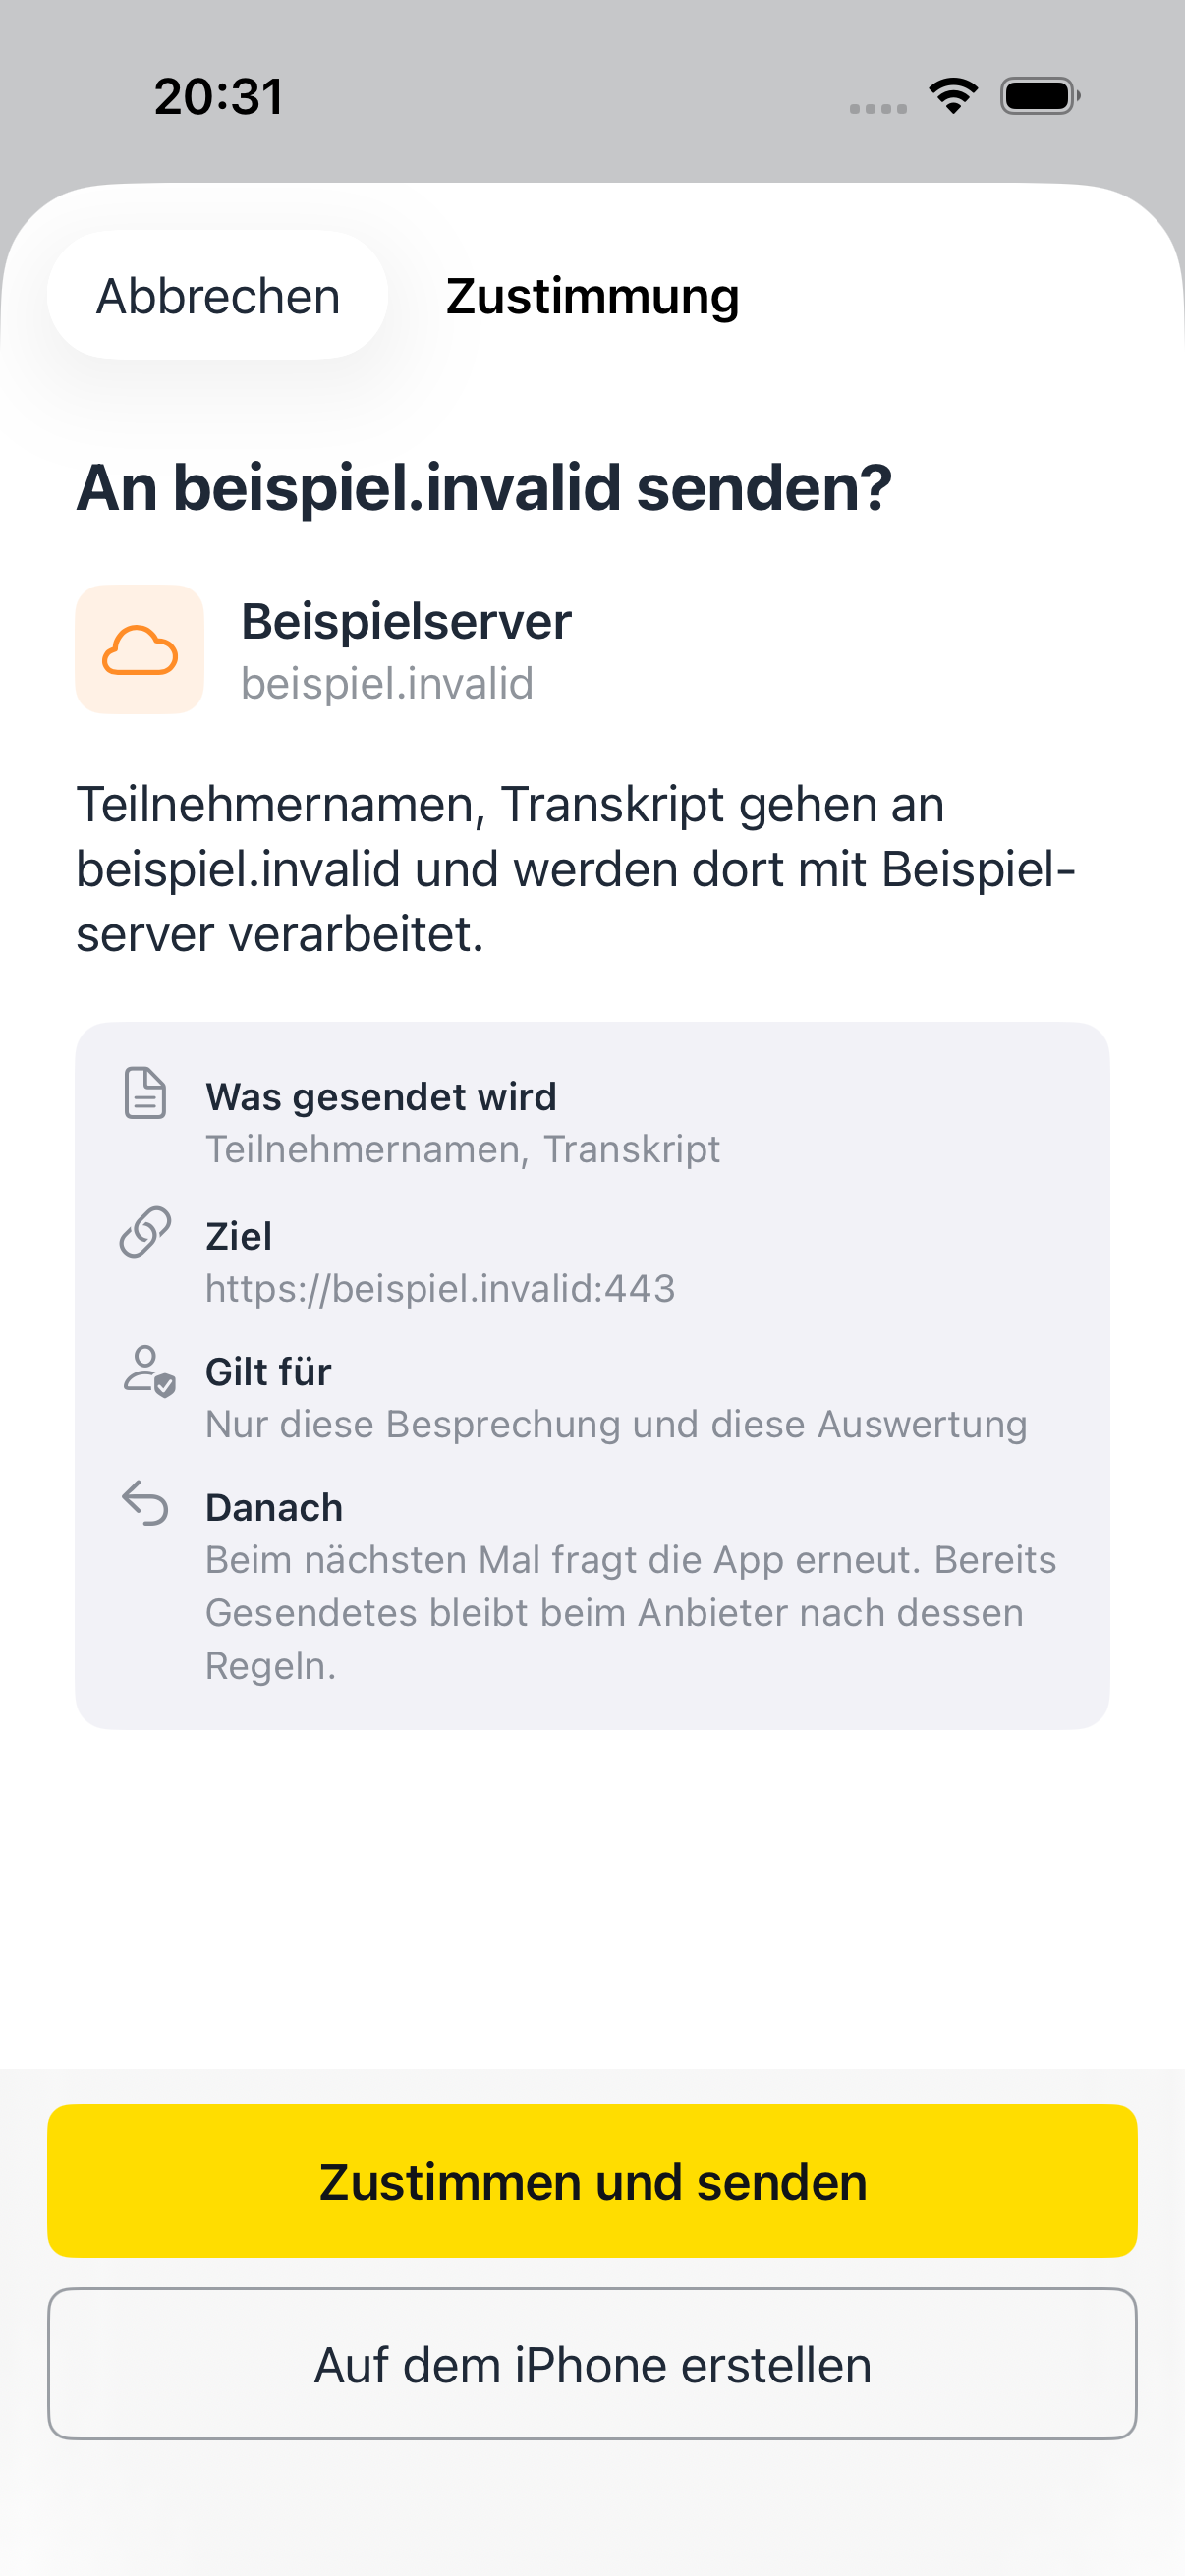 20:31
Abbrechen
Zustimmung
An beispiel.invalid senden?
Beispielserver
beispiel.invalid
Teilnehmernamen, Transkript gehen an
beispiel.invalid und werden dort mit Beispiel-
server verarbeitet.
Was gesendet wird
Teilnehmernamen, Transkript
Ziel
https://beispiel.invalid:443
Gilt für
Nur diese Besprechung und diese Auswertung
Danach
Beim nächsten Mal fragt die App erneut. Bereits
Gesendetes bleibt beim Anbieter nach dessen
Regeln.
Zustimmen und senden
Auf dem iPhone erstellen